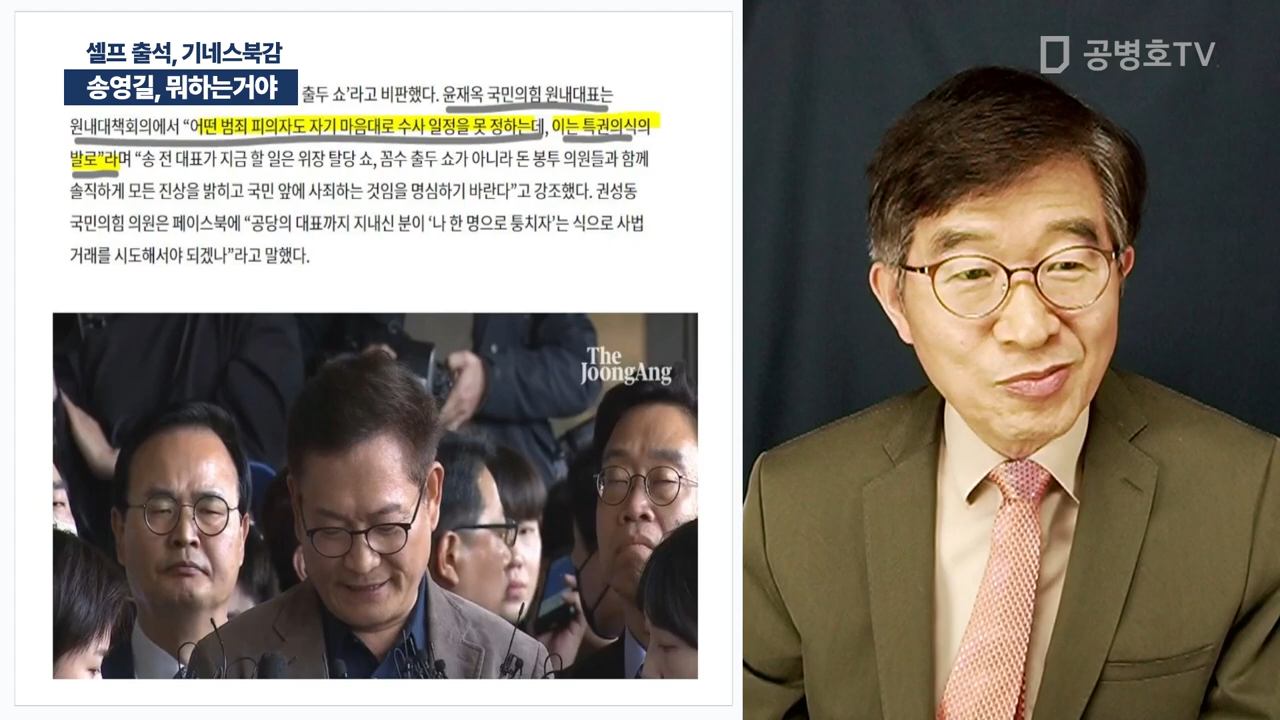 셀프 출석, 기네스북감
송영길, 뭐하는거야
출두 쇼’라고 비판했다. 윤재옥 국민의힘 원내대표는
원내대책회의에서 “어떤 범죄 피의자도 자기 마음대로 수사 일정을 못 정하는데, 이는 특권의식의
발로”라며 “송 전 대표가 지금 할 일은 위장 탈당 쇼, 꼼수 출두 쇼가 아니라 돈 봉투 의원들과 함께
솔직하게 모든 진상을 밝히고 국민 앞에 사죄하는 것임을 명심하기 바란다”고 강조했다. 권성동
국민의힘 의원은 페이스북에 “공당의 대표까지 지내신 분이 ‘나 한 명으로 퉁치자’는 식으로 사법
거래를 시도해서야 되겠나”라고 말했다.
The
JoongAng
공병호TV